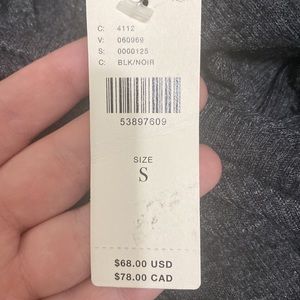 C: 4112
V: 060969
S: 0000125
C: BLK/NOIR
53897609
SIZE
S
$68.00 USD
$78.00 CAD